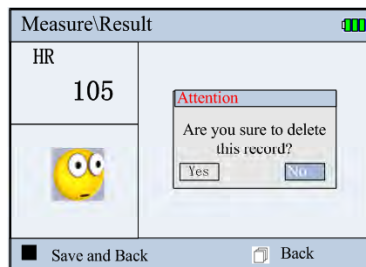 Measure\Result
HR
105
Attention
Are you sure to delete
this record?
Yes
No
Save and Back
Back